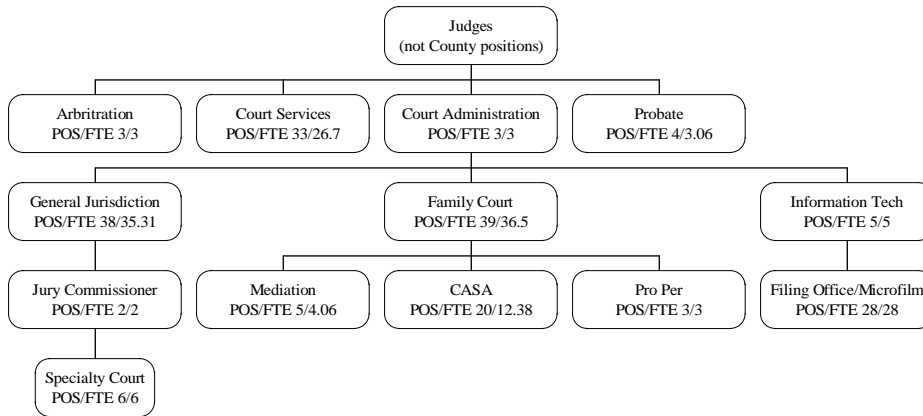 Judges
(not County positions)
Arbritration
POS/FTE 3/3
Court Services
POS/FTE 33/26.7
Court Administration
POS/FTE 3/3
Probate
POS/FTE 4/3.06
General Jurisdiction
POS/FTE 38/35.31
Family Court
POS/FTE 39/36.5
Information Tech
POS/FTE 5/5
Jury Commissioner
POS/FTE 2/2
Mediation
POS/FTE 5/4.06
CASA
POS/FTE 20/12.38
Pro Per
POS/FTE 3/3
Filing Office/Microfilm
POS/FTE 28/28
Specialty Court
POS/FTE 6/6